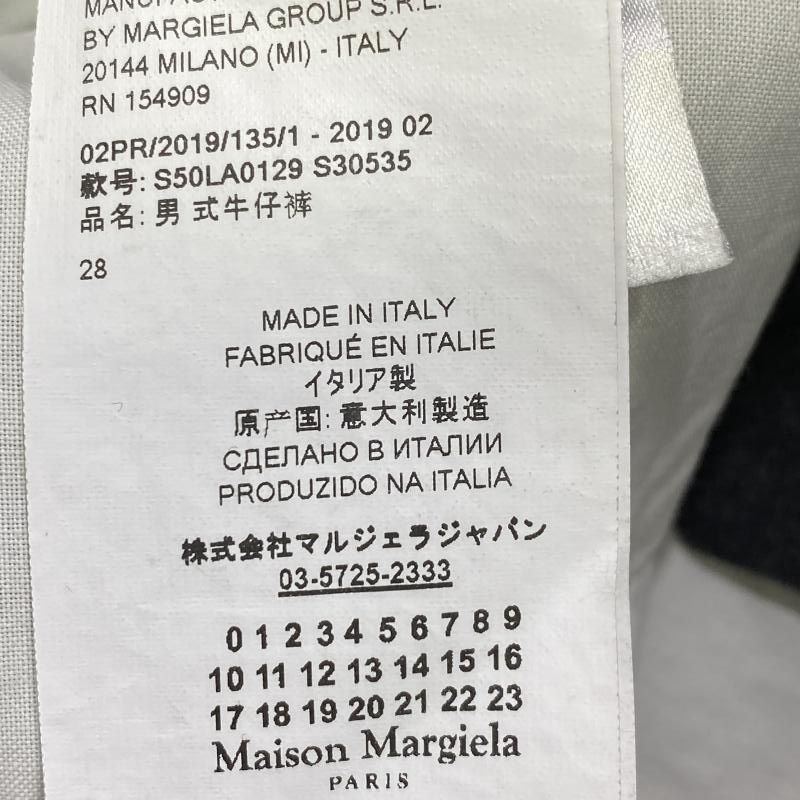 BY MARGIELA GROUP S.R.L.
20144 MILANO (MI) - ITALY
RN 154909
02PR/2019/135/1 - 2019 02
款号: S50LA0129 S30535
品名: 男 式牛仔裤
28
MADE IN ITALY
FABRIQUÉ EN ITALIE
イタリア製
原产国: 意大利製造
СДЕЛАНО В ИТАЛИИ
PRODUZIDO NA ITALIA
株式会社マルジェラジャパン
03-5725-2333
0 1 2 3 4 5 6 7 8 9
10 11 12 13 14 15 16
17 18 19 20 21 22 23
Maison Margiela
PARIS